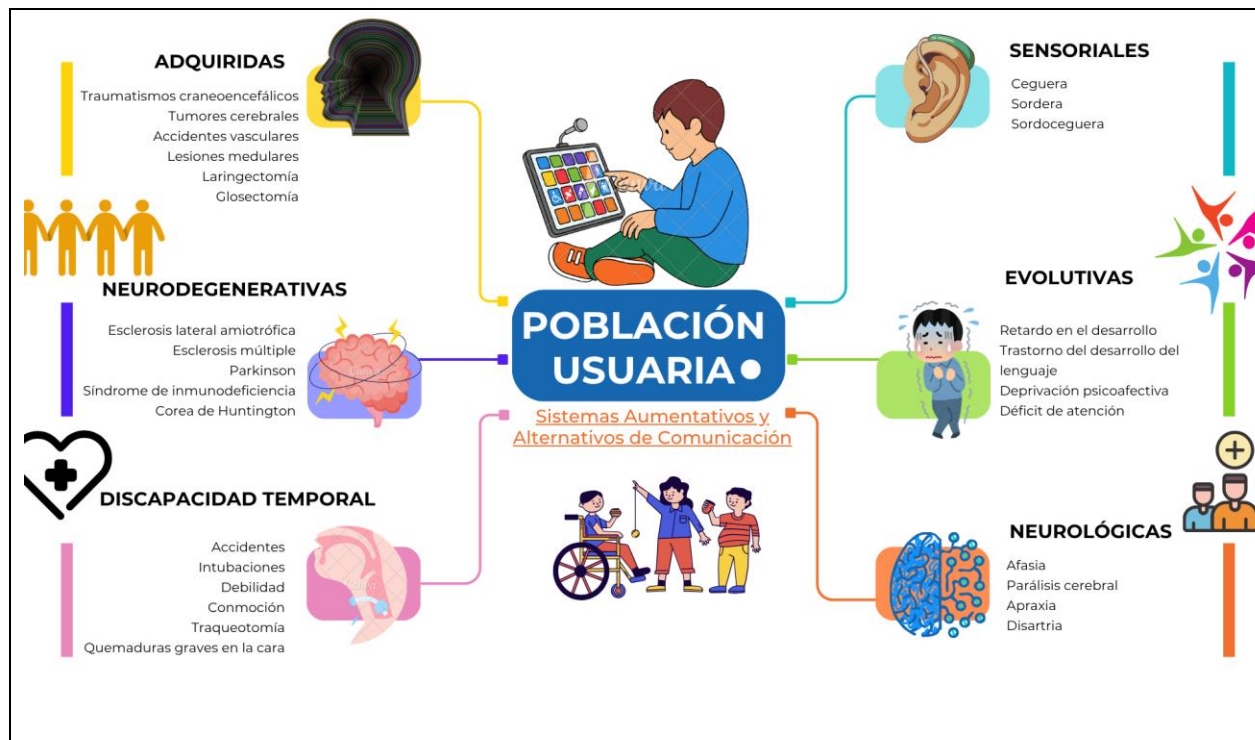 ADQUIRIDAS
Traumatismos craneoencefálicos
Tumores cerebrales
Accidentes vasculares
Lesiones medulares
Laringectomía
Glosectomía
NEURODEGENERATIVAS
Esclerosis lateral amiotrófica
Esclerosis múltiple
Parkinson
Síndrome de inmunodeficiencia
Corea de Huntington
DISCAPACIDAD TEMPORAL
Accidentes
Intubaciones
Debilidad
Conmoción
Traqueotomía
Quemaduras graves en la cara
POBLACIÓN
USUARIA
Sistemas Aumentativos y
Alternativos de Comunicación
SENSORIALES
Ceguera
Sordera
Sordoceguera
EVOLUTIVAS
Retardo en el desarrollo
Trastorno del desarrollo del
lenguaje
Deprivación psicoafectiva
Déficit de atención
NEUROLÓGICAS
Afasia
Parálisis cerebral
Apraxia
Disartria